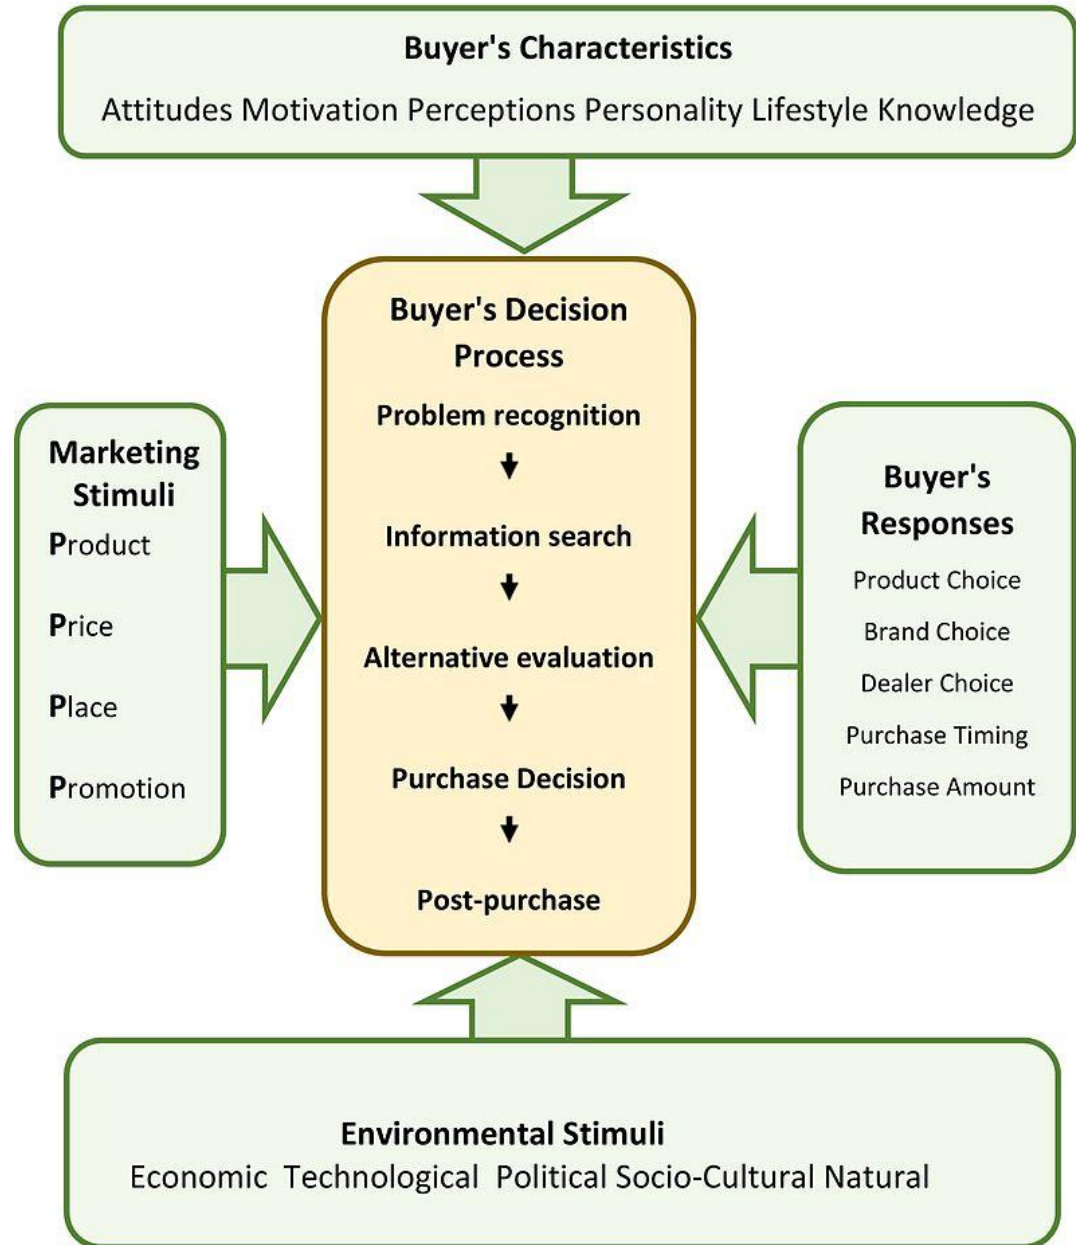 Buyer's Characteristics
Attitudes Motivation Perceptions Personality Lifestyle Knowledge
Buyer's Decision
Process
Problem recognition
Information search
Alternative evaluation
Purchase Decision
Post-purchase
Marketing
Stimuli
Product
Price
Place
Promotion
Buyer's
Responses
Product Choice
Brand Choice
Dealer Choice
Purchase Timing
Purchase Amount
Environmental Stimuli
Economic Technological Political Socio-Cultural Natural